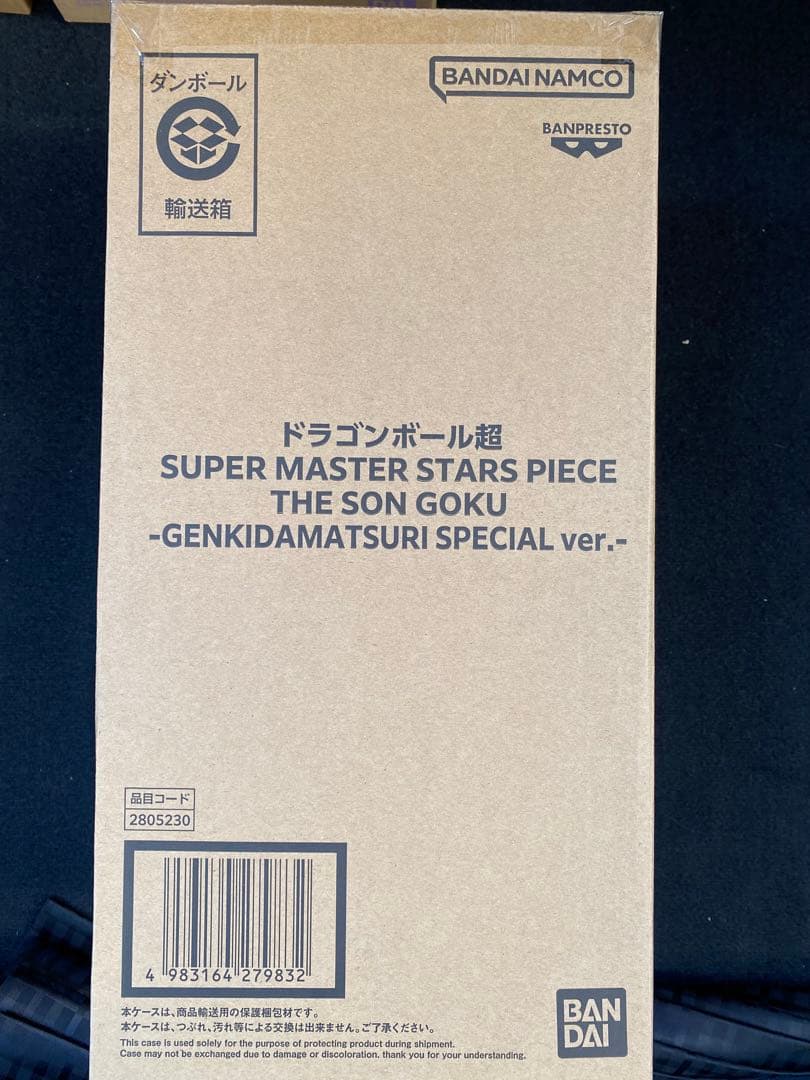 ダンボール
輸送箱
BANDAI NAMCO
BANPRESTO
ドラゴンボール超
SUPER MASTER STARS PIECE
THE SON GOKU
-GENKIDAMATSURI SPECIAL ver.-
品目コード
2805230
4 983164 279832
本ケースは、商品輸送用の保護梱包材です。
本ケースは、つぶれ、汚れ等による交換は出来ません。ご了承ください。
This case is used solely for the purpose of protecting product during shipment.
Case may not be exchanged due to damage or discoloration. thank you for your understanding.
BAN
DAI